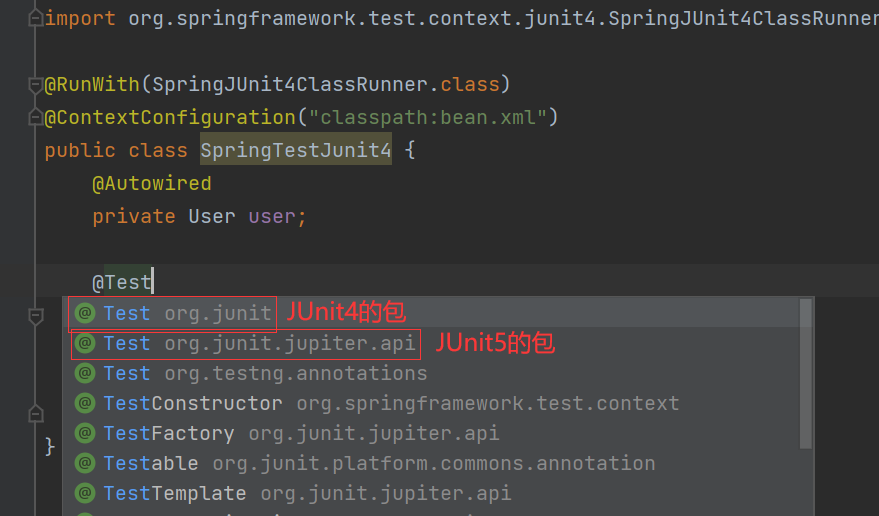 import org.springframework.test.context.junit4.SpringJUnit4ClassRunner
@RunWith(SpringJUnit4ClassRunner.class)
@ContextConfiguration("classpath:bean.xml")
public class SpringTestJunit4 {
@Autowired
private User user;
@Test
@ Test org.junit JUnit4的包
@ Test org.junit.jupiter.api JUnit5的包
@ Test org.testng.annotations
@ TestConstructor org.springframework.test.context
@ TestFactory org.junit.jupiter.api
}
@ Testable org.junit.platform.commons.annotation
@ TestTemplate org.junit.jupiter.api